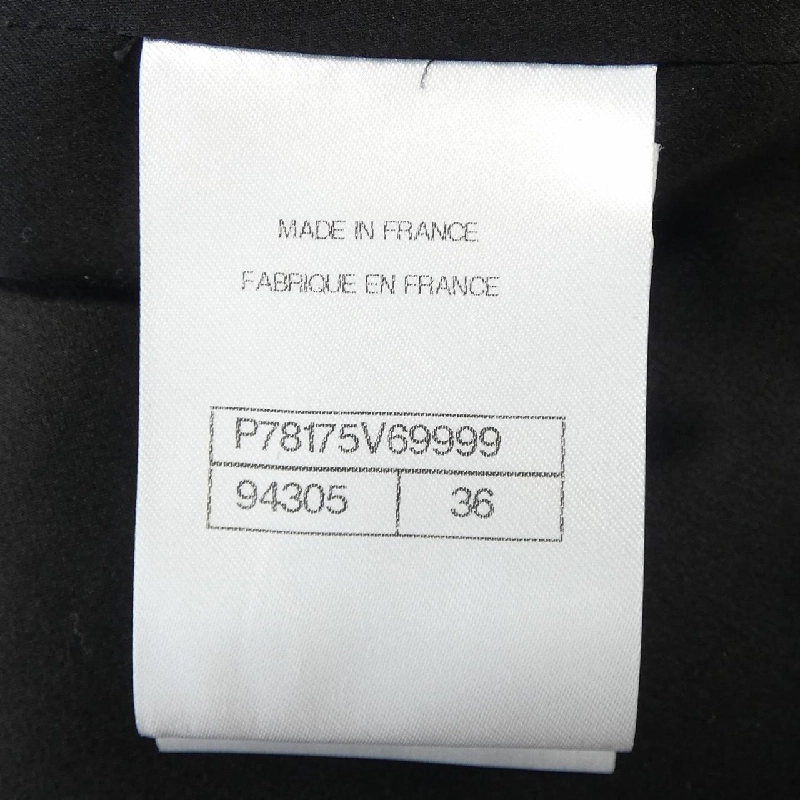 MADE IN FRANCE
FABRIQUE EN FRANCE
P78175V69999
94305 36